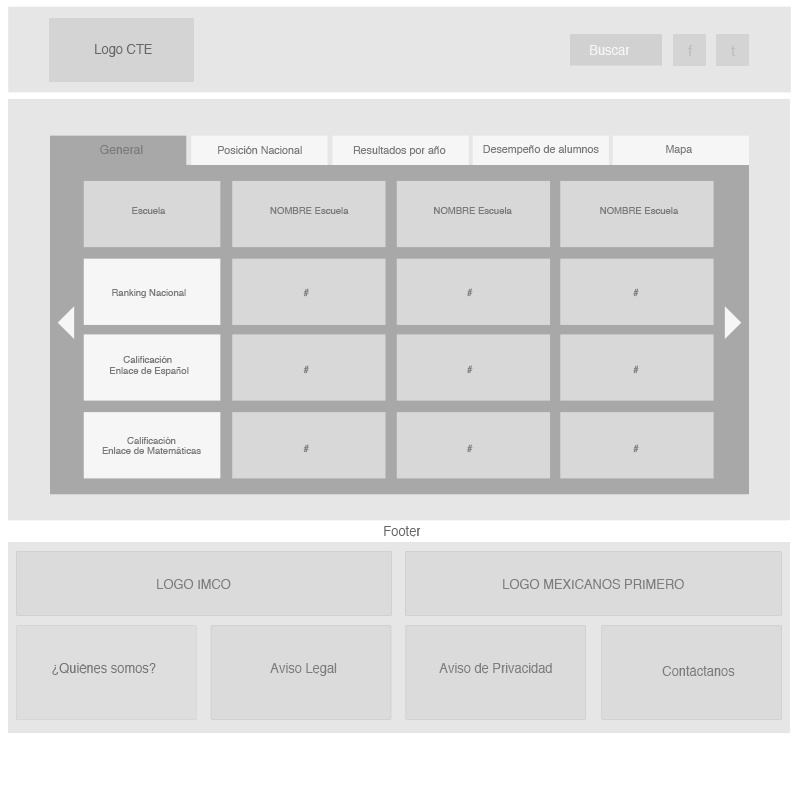 Logo CTE
Buscar
f
t
General
Posición Nacional
Resultados por año
Desempeño de alumnos
Mapa
Escuela
NOMBRE Escuela
NOMBRE Escuela
NOMBRE Escuela
Ranking Nacional
#
#
#
Calificación
Enlace de Español
#
#
#
Calificación
Enlace de Matemáticas
#
#
#
Footer
LOGO IMCO
LOGO MEXICANOS PRIMERO
¿Quiénes somos?
Aviso Legal
Aviso de Privacidad
Contáctanos